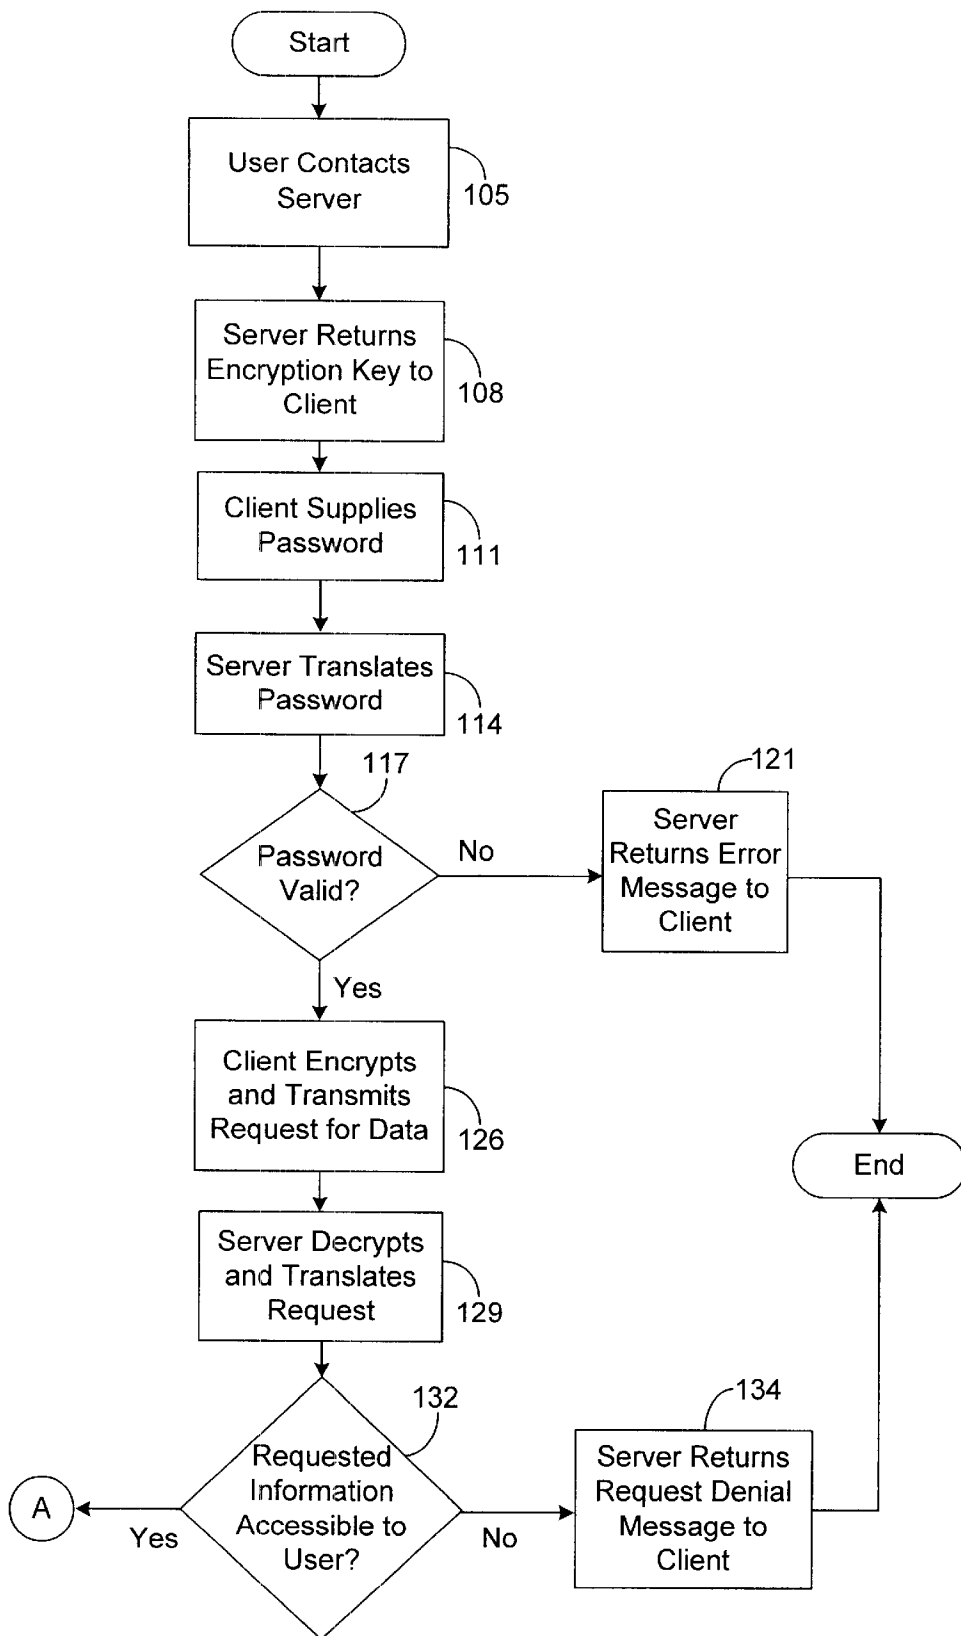 Start
User Contacts
Server
105
Server Returns
Encryption Key to
Client
108
Client Supplies
Password
111
Server Translates
Password
114
117
Password
Valid?
No
121
Server
Returns Error
Message to
Client
Yes
Client Encrypts
and Transmits
Request for Data
126
End
Server Decrypts
and Translates
Request
129
132
Requested
Information
Accessible to
User?
A
Yes
No
134
Server Returns
Request Denial
Message to
Client